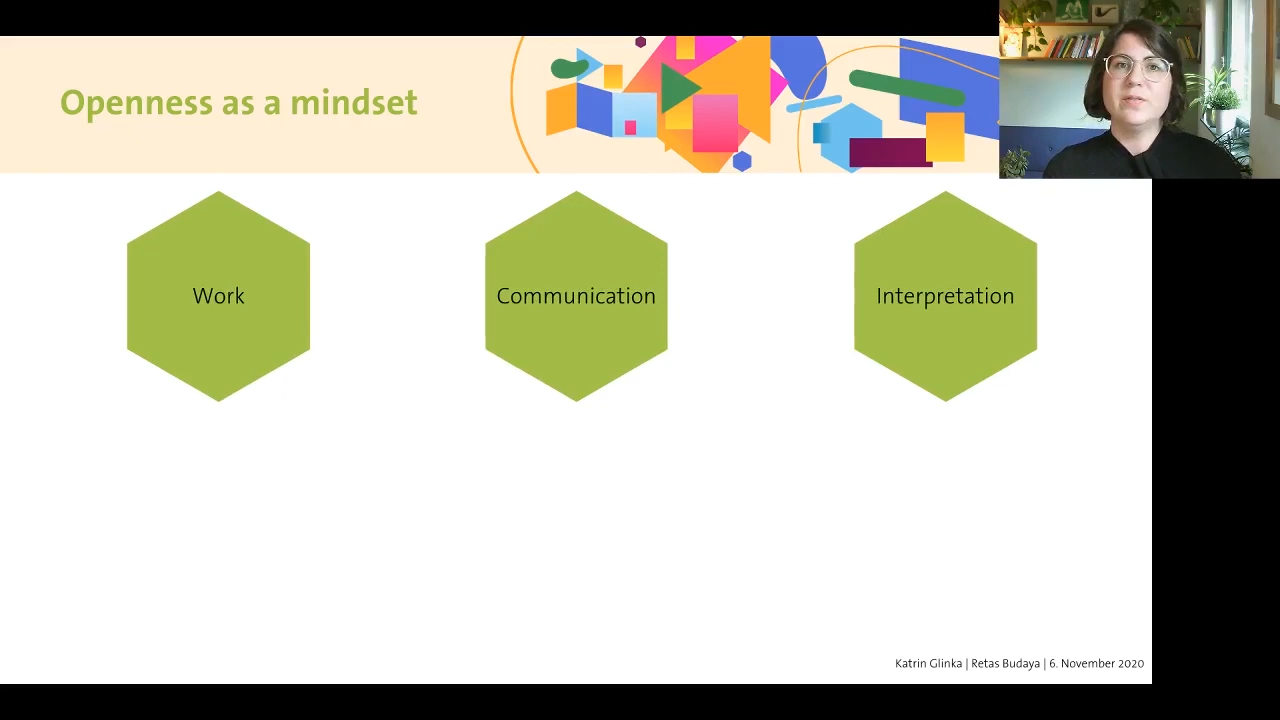 Openness as a mindset
Work
Communication
Interpretation
Katrin Glinka | Retas Budaya | 6. November 2020